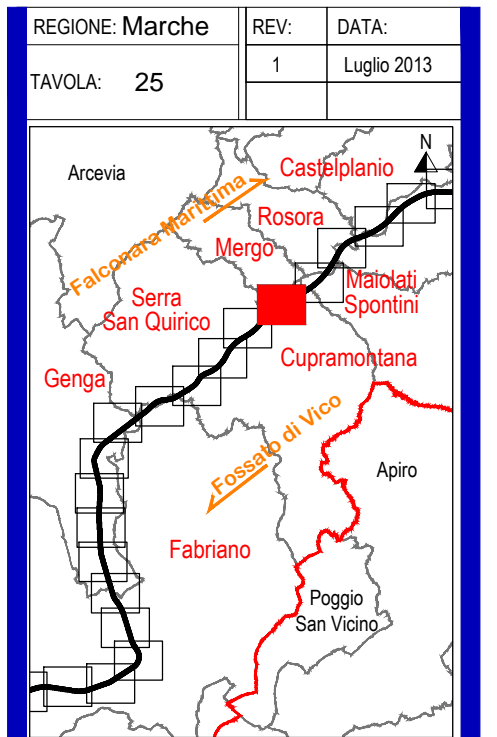 REGIONE: Marche
REV:
DATA:
TAVOLA: 25
1
Luglio 2013
N
Arcevia
Castelplanio
Falconara Marittima
Rosora
Mergo
Maiolati
Spontini
Serra
San Quirico
Cupramontana
Genga
Fossato di Vico
Apiro
Fabriano
Poggio
San Vicino